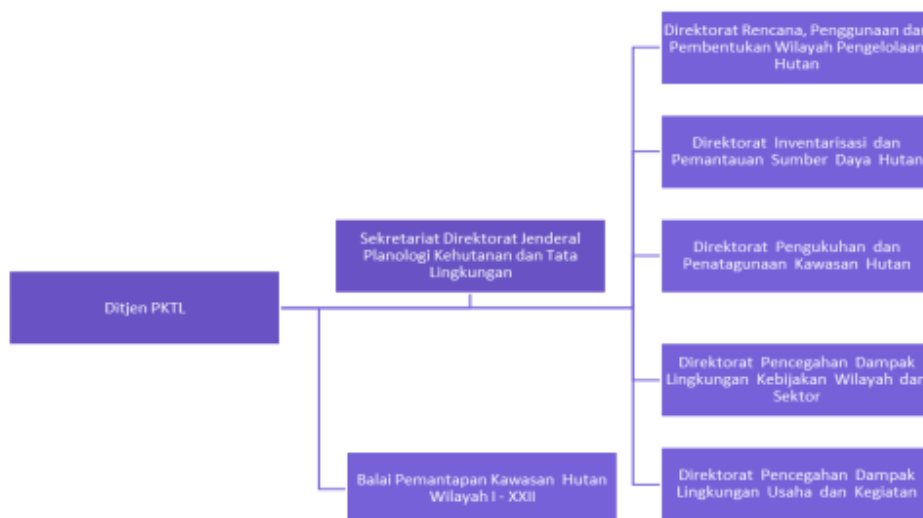 Direktorat Rencana, Penggunaan dan
Pembentukan Wilayah Pengelolaan
Hutan
Direktorat Inventarisasi dan
Pemantauan Sumber Daya Hutan
Sekretariat Direktorat Jenderal
Planologi Kehutanan dan Tata
Lingkungan
Direktorat Pengukuhan dan
Penatagunaan Kawasan Hutan
Ditjen PKTL
Direktorat Pencegahan Dampak
Lingkungan Kebijakan Wilayah dan
Sektor
Balai Pemantapan Kawasan Hutan
Wilayah I - XXII
Direktorat Pencegahan Dampak
Lingkungan Usaha dan Kegiatan